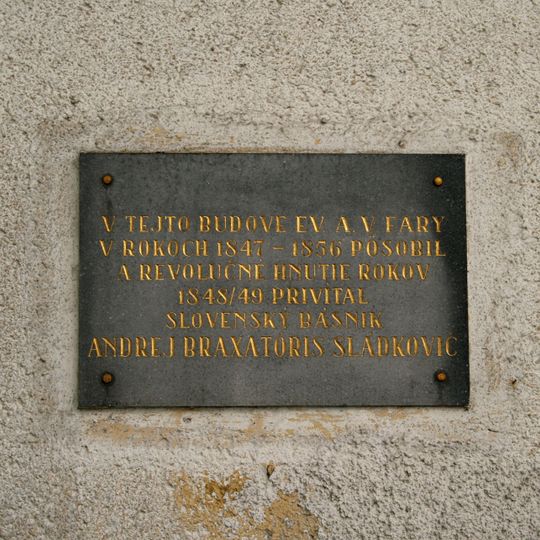 V TEJTO BUDOVE EV. A. V. FARY
V ROKOCH 1847 – 1856 PÔSOBIL
A REVOLUČNÉ HNUTIE ROKOV
1848/49 PRIVÍTAL
SLOVENSKÝ BÁSNIK
ANDREJ BRAXATORIS SLÁDKOVIČ